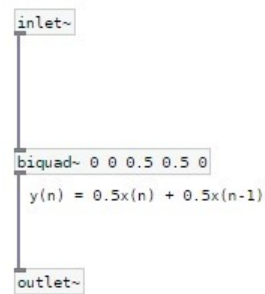 inlet~
biquad~ 0 0 0.5 0.5 0
y(n) = 0.5x(n) + 0.5x(n-1)
outlet~